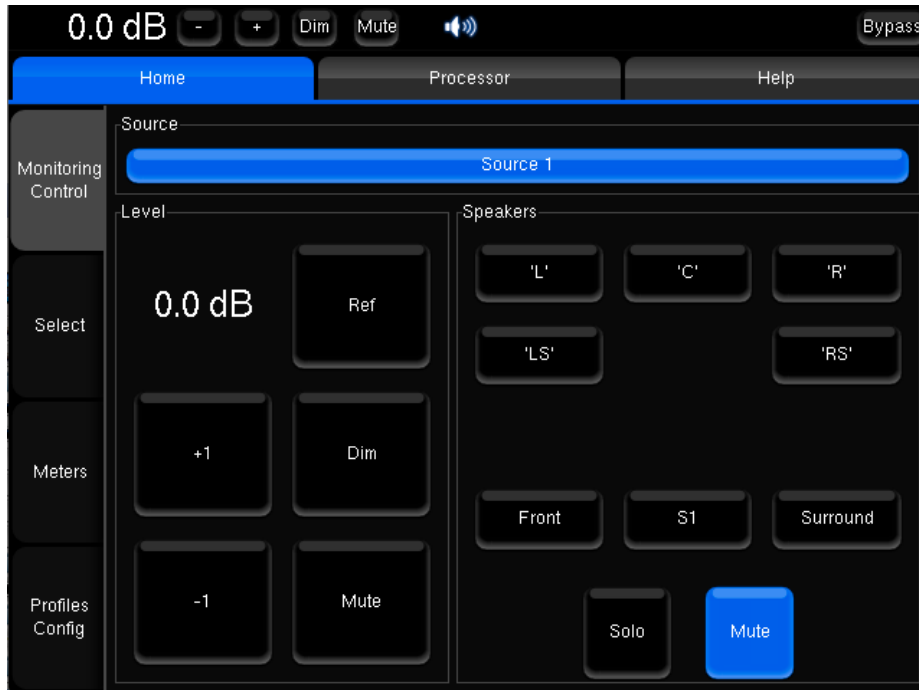 0.0 dB - + Dim Mute Bypass
Home Processor Help
Monitoring
Control
Select
Meters
Profiles
Config
Source
Source 1
Level
0.0 dB Ref
+1 Dim
-1 Mute
Speakers
'L' 'C' 'R'
'LS' 'RS'
Front S1 Surround
Solo Mute